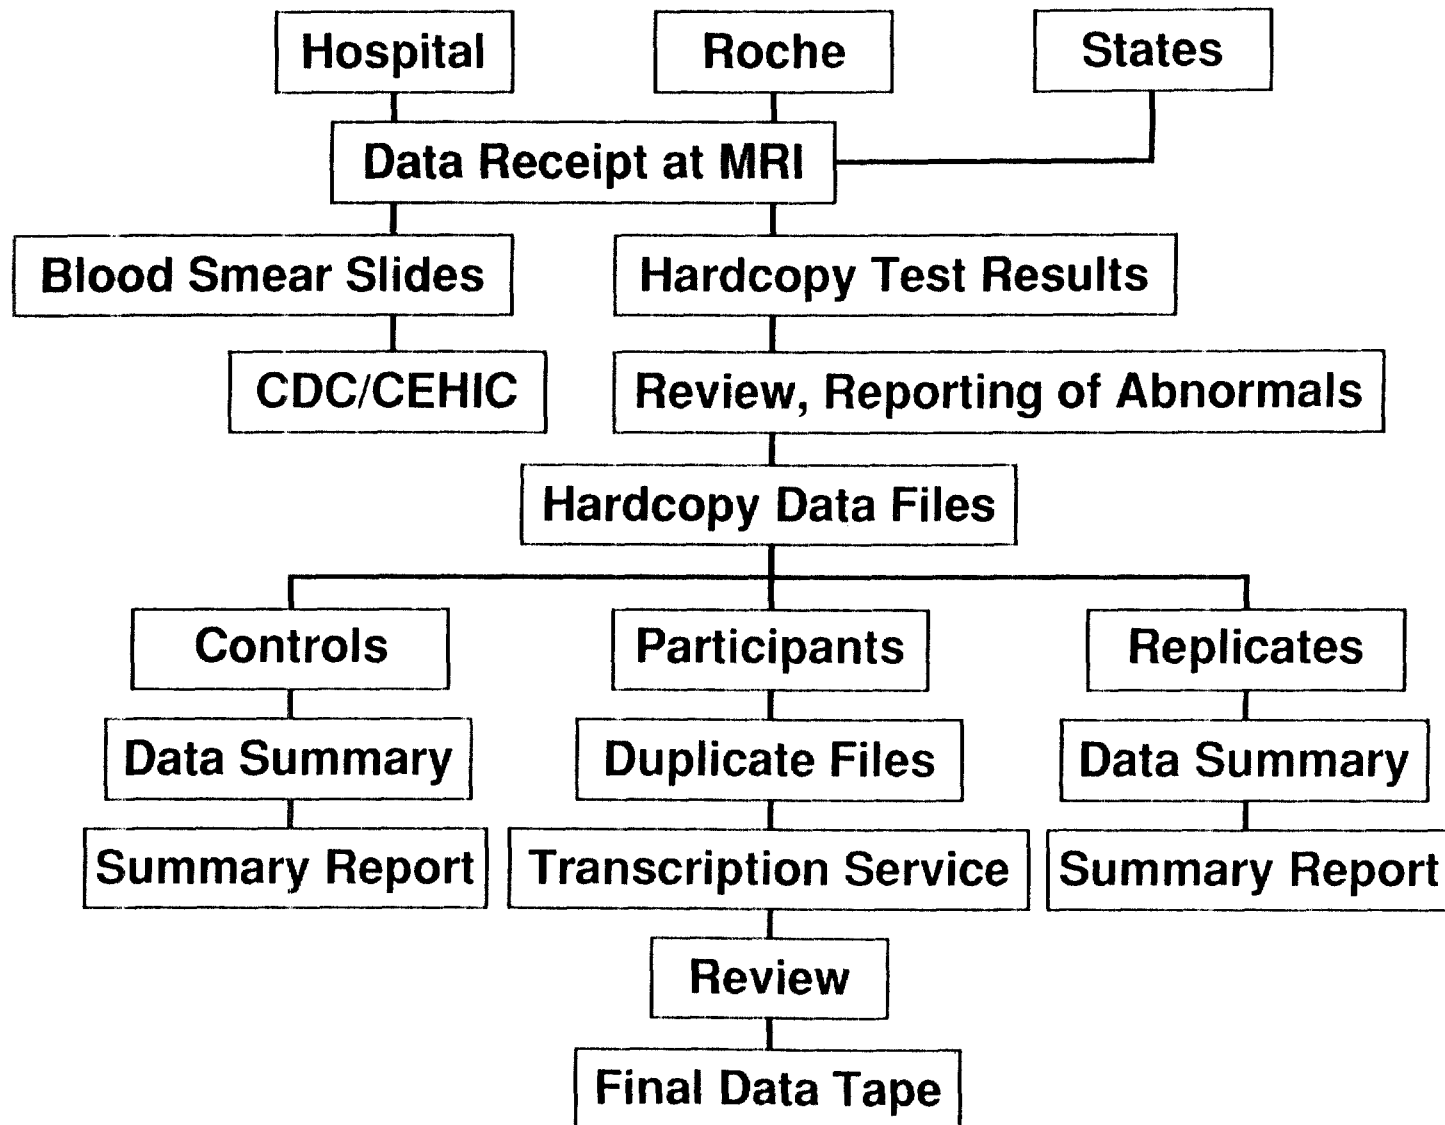 Hospital
Roche
States
Data Receipt at MRI
Blood Smear Slides
Hardcopy Test Results
CDC/CEHIC
Review, Reporting of Abnormals
Hardcopy Data Files
Controls
Participants
Replicates
Data Summary
Duplicate Files
Data Summary
Summary Report
Transcription Service
Summary Report
Review
Final Data Tape